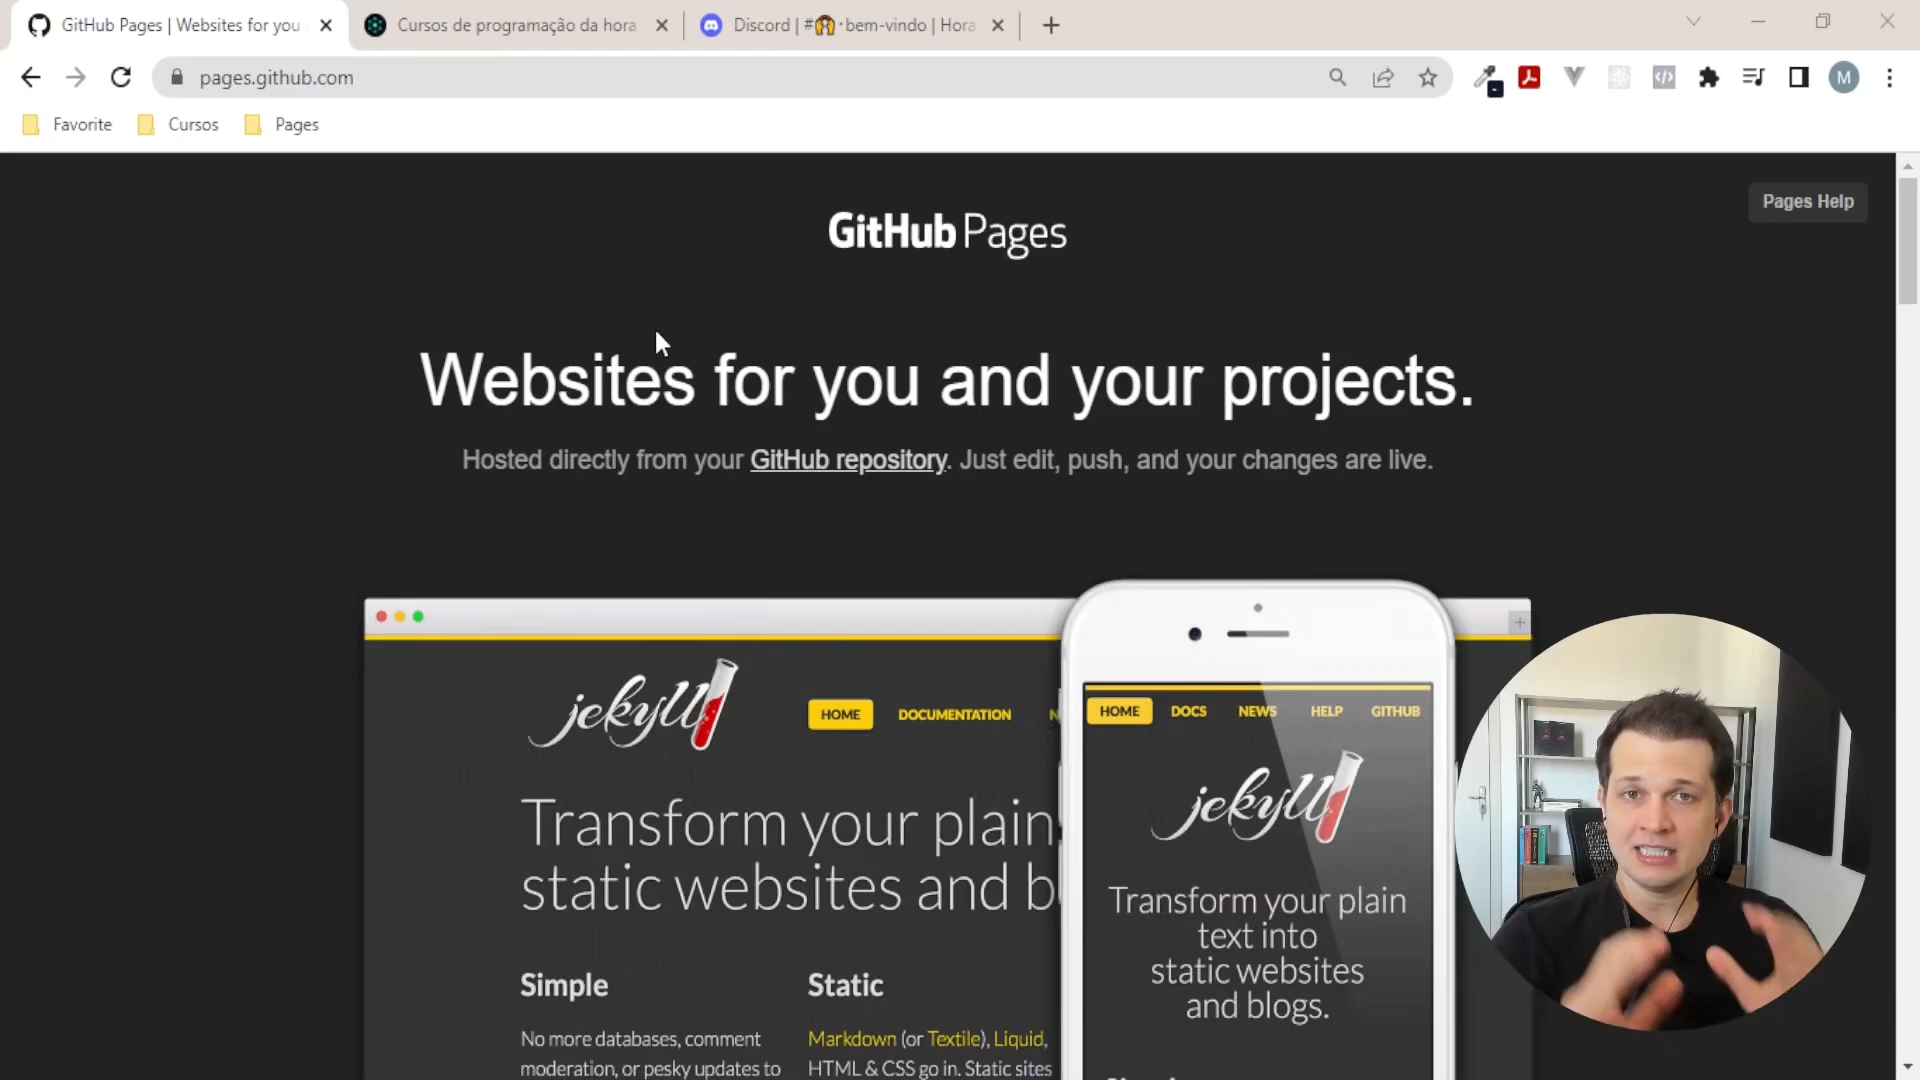 GitHub Pages | Websites for you
Cursos de programação da hora
Discord | #🙋·bem-vindo | Hora
pages.github.com
M
Favorite
Cursos
Pages
Pages Help
GitHub Pages
Websites for you and your projects.
Hosted directly from your GitHub repository. Just edit, push, and your changes are live.
jekyll
HOME
DOCUMENTATION
N
Transform your plain
static websites and b
Simple
Static
No more databases, comment
moderation, or pesky updates to
Markdown (or Textile), Liquid,
HTML & CSS go in. Static sites
HOME
DOCS
NEWS
HELP
GITHUB
jekyll
Transform your plain
text into
static websites
and blogs.